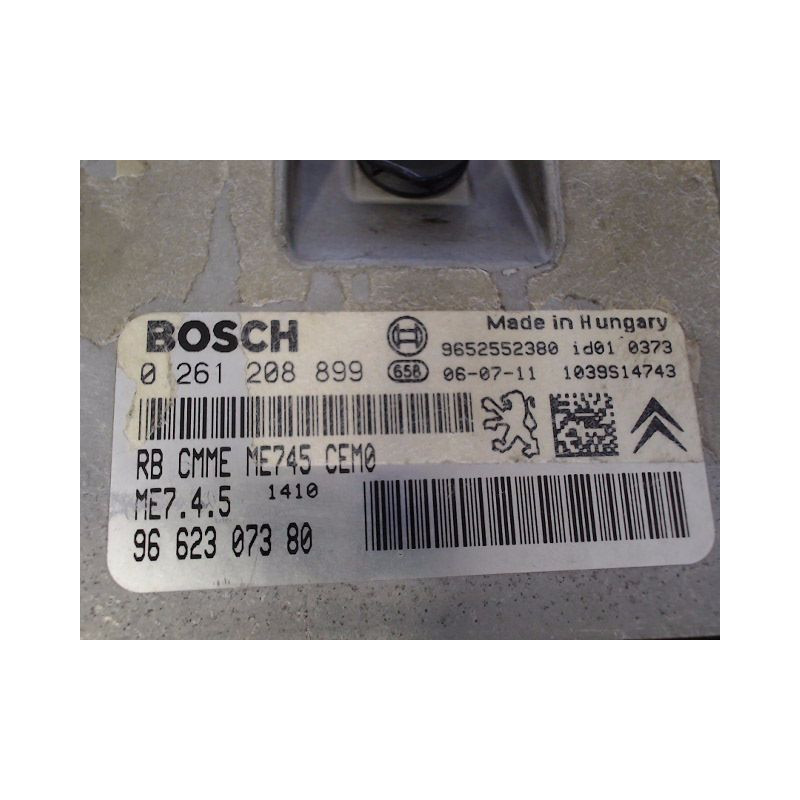 BOSCH
Made in Hungary
9652552380 id01 0373
0 261 208 899
658
06-07-11 1039S14743
RB CMME ME745 CEM0
ME7.4.5 1410
96 623 073 80